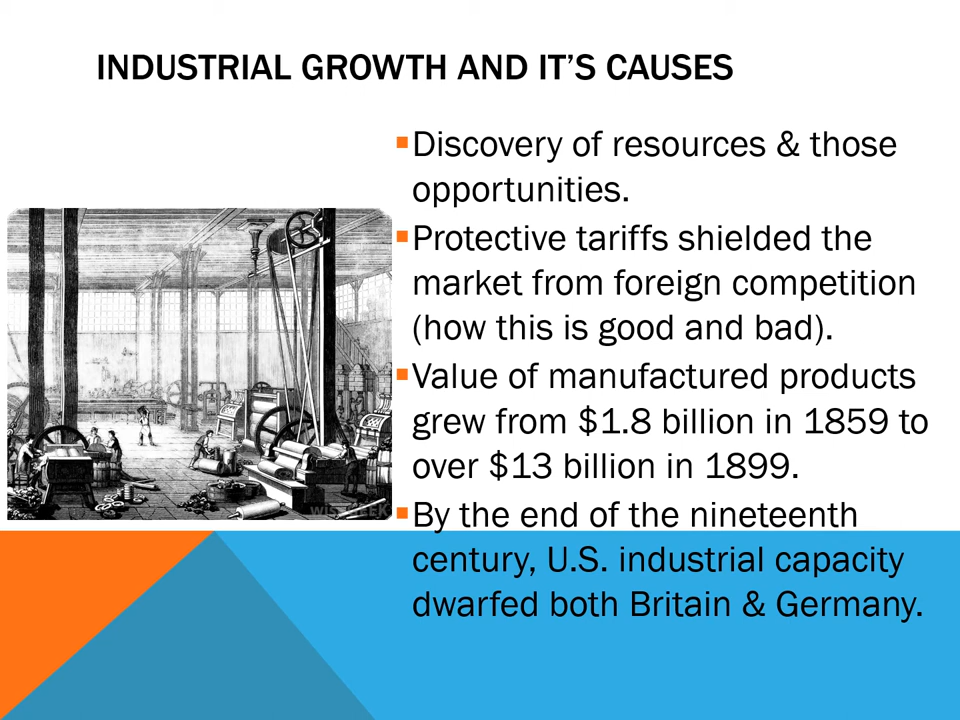 INDUSTRIAL GROWTH AND IT’S CAUSES
▪Discovery of resources & those
opportunities.
▪Protective tariffs shielded the
market from foreign competition
(how this is good and bad).
▪Value of manufactured products
grew from $1.8 billion in 1859 to
over $13 billion in 1899.
▪By the end of the nineteenth
century, U.S. industrial capacity
dwarfed both Britain & Germany.